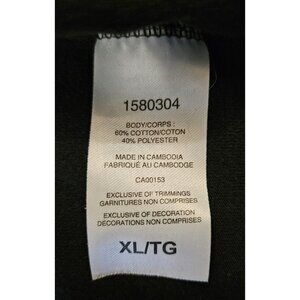 1580304
BODY/CORPS :
60% COTTON/COTON
40% POLYESTER
MADE IN CAMBODIA
FABRIQUÉ AU CAMBODGE
CA00153
EXCLUSIVE OF TRIMMINGS
GARNITURES NON COMPRISES
EXCLUSIVE OF DECORATION
DÉCORATIONS NON COMPRISES
XL/TG